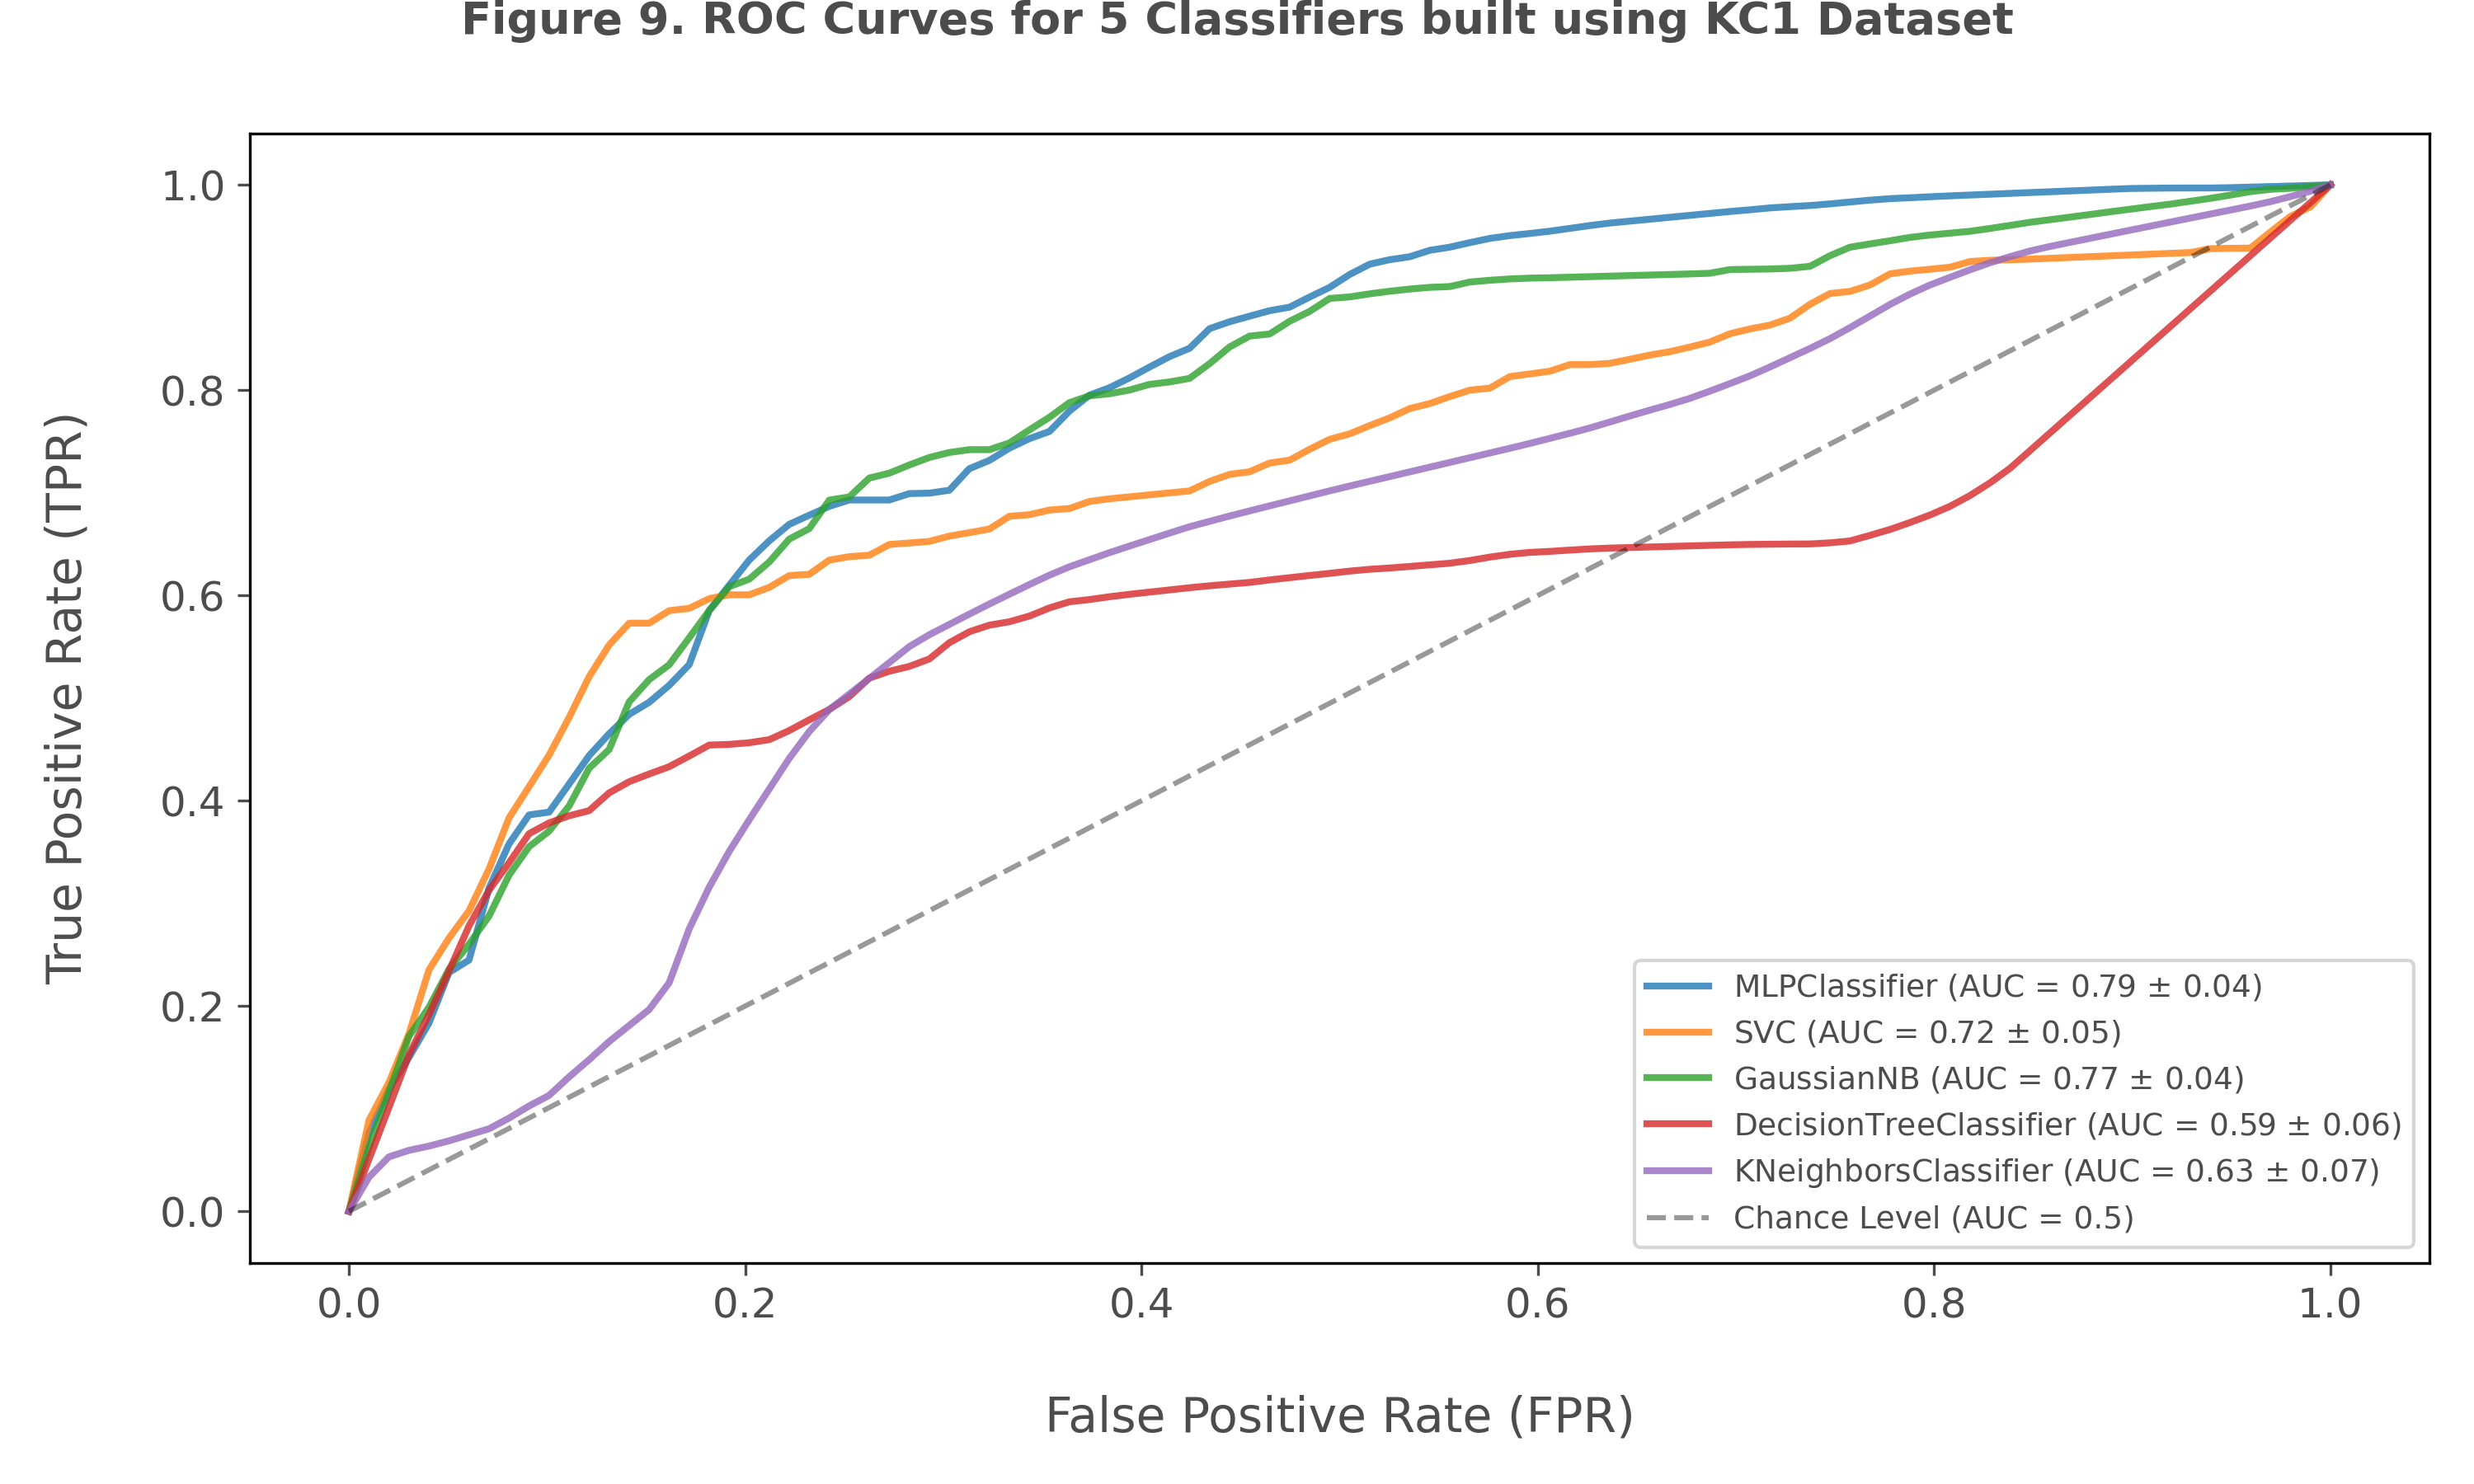 Figure 9. ROC Curves for 5 Classifiers built using KC1 Dataset
True Positive Rate (TPR)
1.0
0.8
0.6
0.4
0.2
0.0
0.0 0.2 0.4 0.6 0.8 1.0
False Positive Rate (FPR)
MLPClassifier (AUC = 0.79 ± 0.04)
SVC (AUC = 0.72 ± 0.05)
GaussianNB (AUC = 0.77 ± 0.04)
DecisionTreeClassifier (AUC = 0.59 ± 0.06)
KNeighborsClassifier (AUC = 0.63 ± 0.07)
Chance Level (AUC = 0.5)